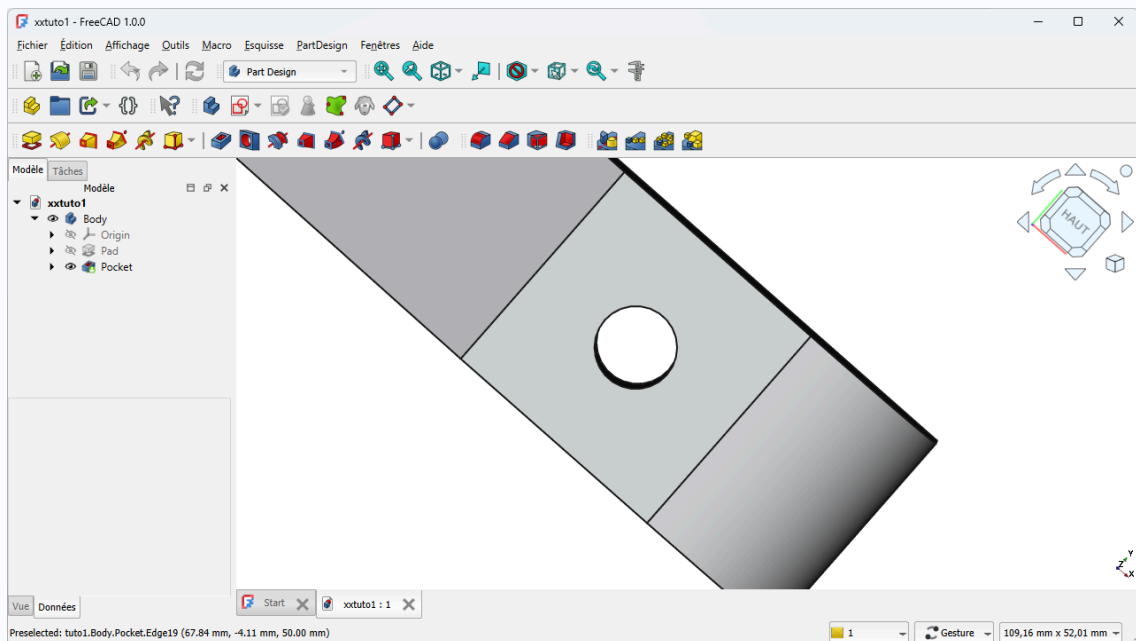 xxtuto1 - FreeCAD 1.0.0
Fichier Édition Affichage Outils Macro Esquisse PartDesign Fenêtres Aide
Part Design
Modèle Tâches
Modèle
xxtuto1
Body
Origin
Pad
Pocket
HAUT
Y
Z
X
Vue Données
Start
xxtuto1 : 1
Preselected: tuto1.Body.Pocket.Edge19 (67.84 mm, -4.11 mm, 50.00 mm)
1
Gesture
109,16 mm x 52,01 mm